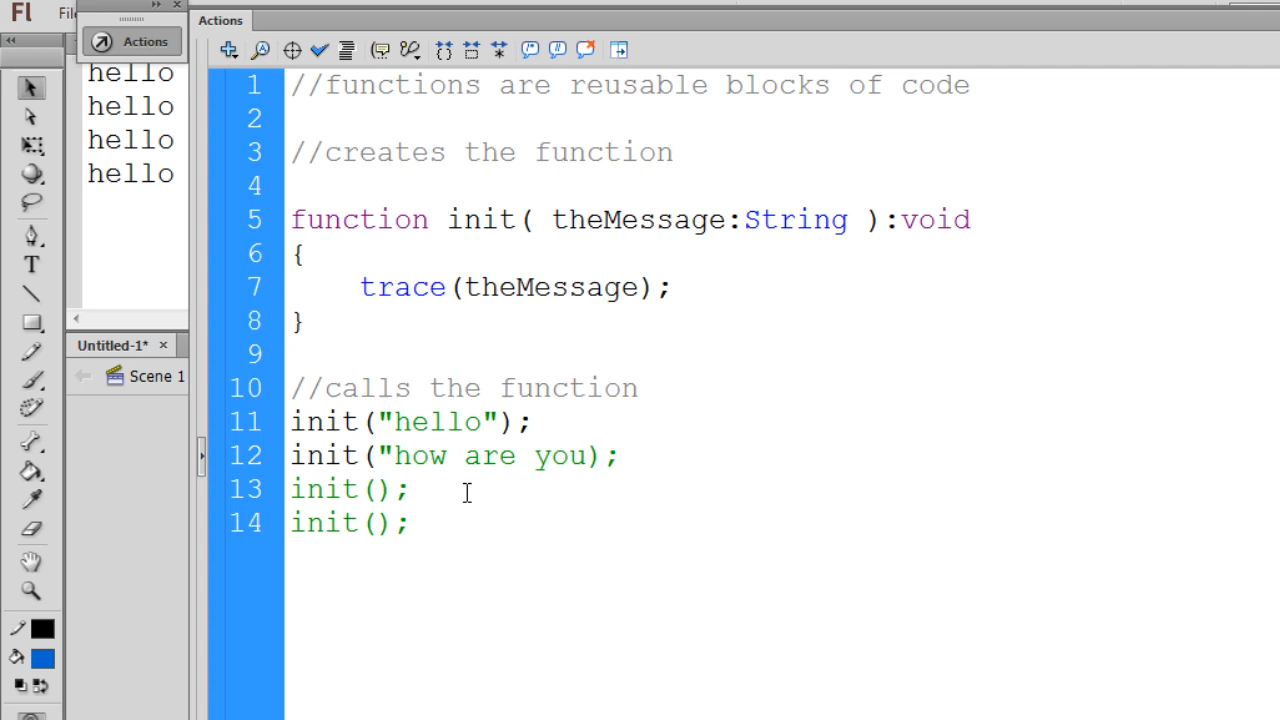 Fl
Actions
Actions
hello
hello
hello
hello
1 //functions are reusable blocks of code
2
3 //creates the function
4
5 function init( theMessage:String ):void
6 {
7 trace(theMessage);
8 }
9
10 //calls the function
11 init("hello");
12 init("how are you);
13 init();
14 init();
Untitled-1*
Scene 1
T